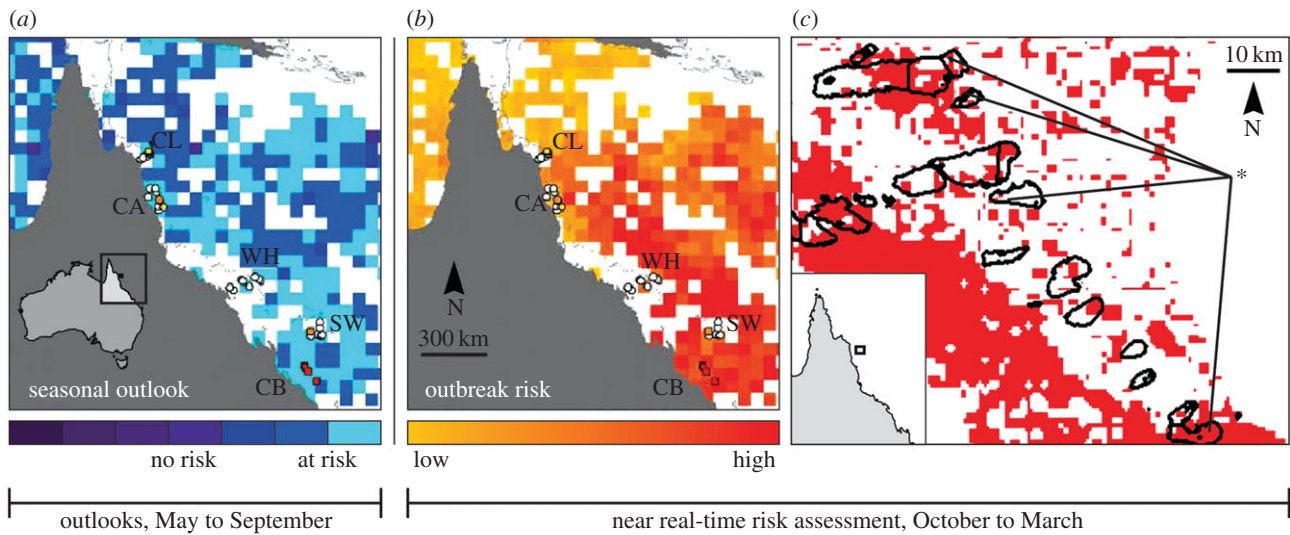 (a)
CL
CA
WH
SW
CB
seasonal outlook
no risk
at risk
outlooks, May to September
(b)
CL
CA
WH
SW
CB
N
300 km
outbreak risk
low
high
(c)
10 km
N
*
near real-time risk assessment, October to March